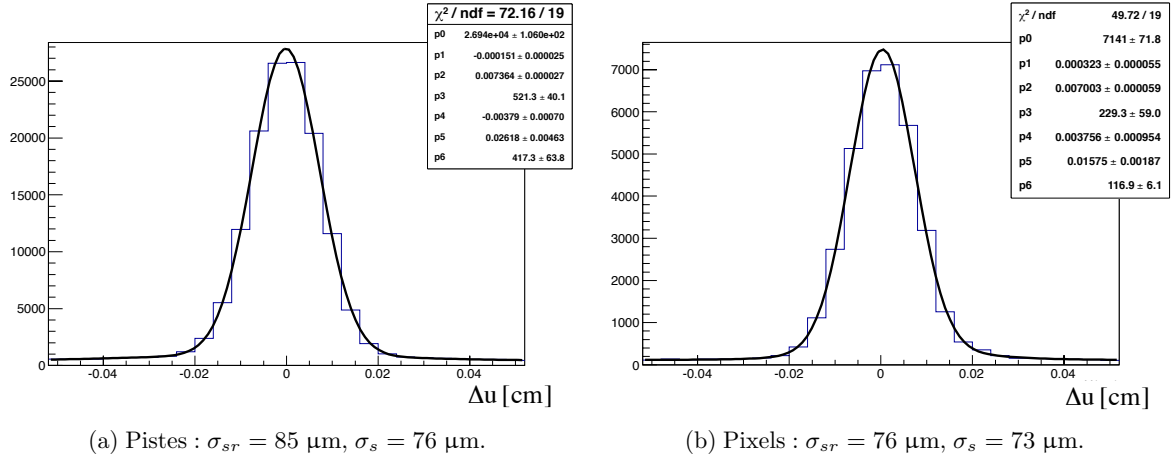 χ² / ndf = 72.16 / 19
p0 2.694e+04 ± 1.060e+02
p1 -0.000151 ± 0.000025
p2 0.007364 ± 0.000027
p3 521.3 ± 40.1
p4 -0.00379 ± 0.00070
p5 0.02618 ± 0.00463
p6 417.3 ± 63.8
25000
20000
15000
10000
5000
0
-0.04 -0.02 0 0.02 0.04
Δu [cm]
(a) Pistes : σsr = 85 µm, σs = 76 µm.
χ² / ndf 49.72 / 19
p0 7141 ± 71.8
p1 0.000323 ± 0.000055
p2 0.007003 ± 0.000059
p3 229.3 ± 59.0
p4 0.003756 ± 0.000954
p5 0.01575 ± 0.00187
p6 116.9 ± 6.1
7000
6000
5000
4000
3000
2000
1000
0
-0.04 -0.02 0 0.02 0.04
Δu [cm]
(b) Pixels : σsr = 76 µm, σs = 73 µm.